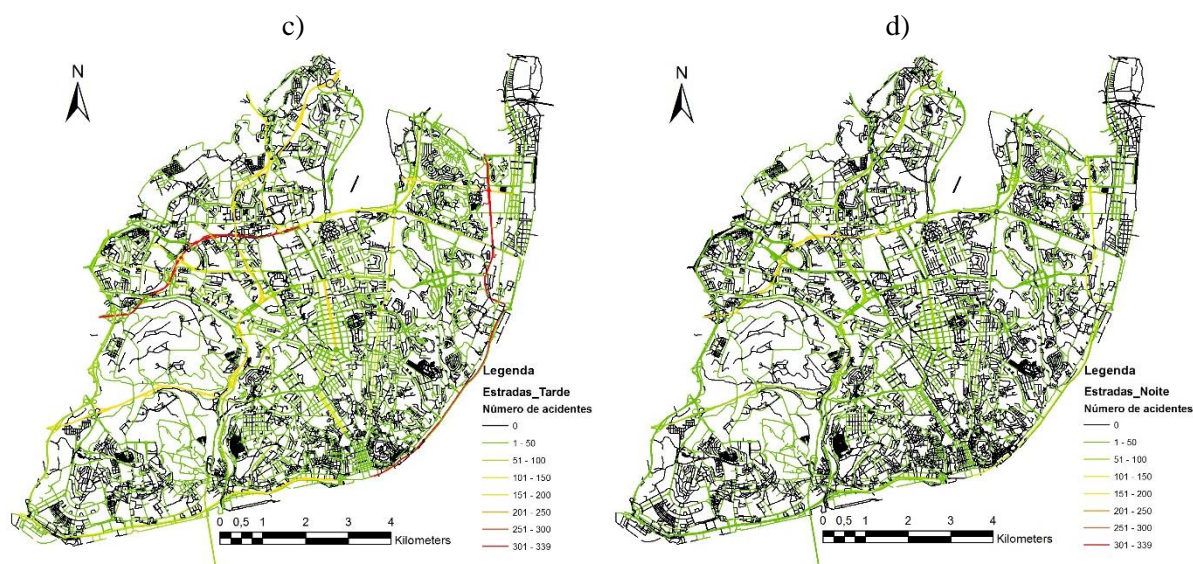 c)
N
Legenda
Estradas_Tarde
Número de acidentes
0
1 - 50
51 - 100
101 - 150
151 - 200
201 - 250
251 - 300
301 - 339
0 0,5 1 2 3 4
Kilometers
d)
N
Legenda
Estradas_Noite
Número de acidentes
0
1 - 50
51 - 100
101 - 150
151 - 200
201 - 250
251 - 300
301 - 339
0 0,5 1 2 3 4
Kilometers